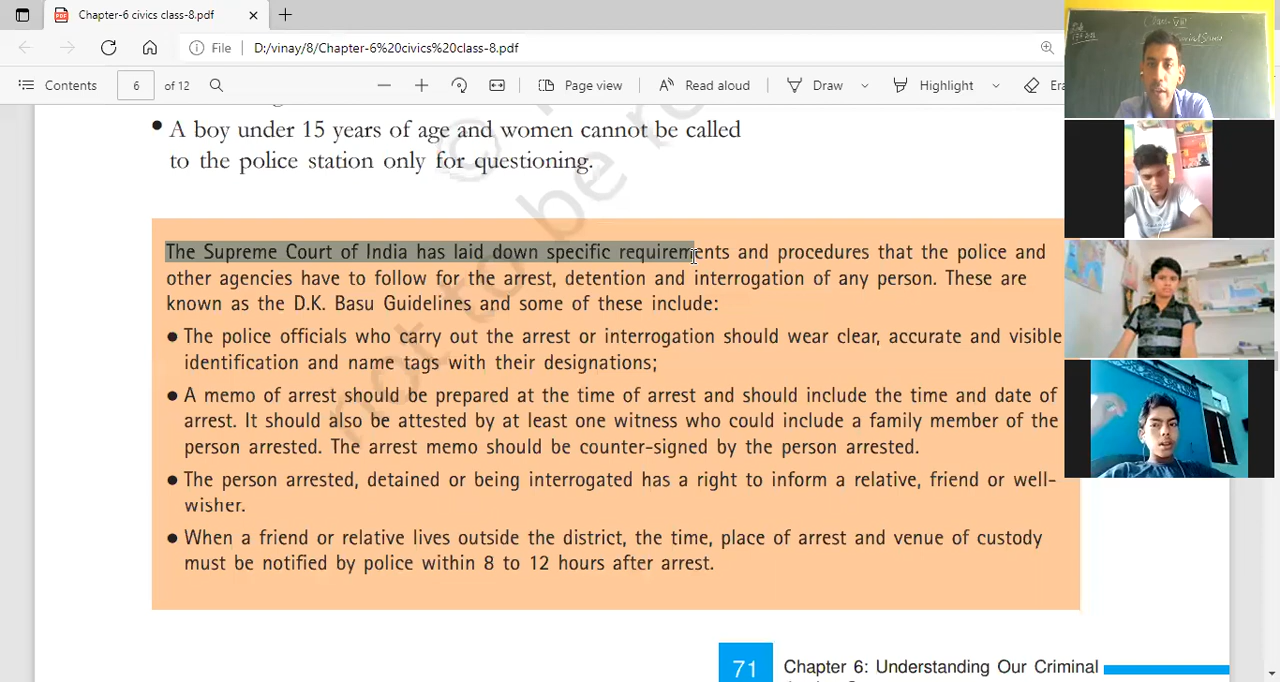 Chapter-6 civics class-8.pdf
File D:/vinay/8/Chapter-6%20civics%20class-8.pdf
Contents 6 of 12 Page view Read aloud Draw Highlight
• A boy under 15 years of age and women cannot be called
to the police station only for questioning.
The Supreme Court of India has laid down specific requirements and procedures that the police and
other agencies have to follow for the arrest, detention and interrogation of any person. These are
known as the D.K. Basu Guidelines and some of these include:
• The police officials who carry out the arrest or interrogation should wear clear, accurate and visible
identification and name tags with their designations;
• A memo of arrest should be prepared at the time of arrest and should include the time and date of
arrest. It should also be attested by at least one witness who could include a family member of the
person arrested. The arrest memo should be counter-signed by the person arrested.
• The person arrested, detained or being interrogated has a right to inform a relative, friend or well-
wisher.
• When a friend or relative lives outside the district, the time, place of arrest and venue of custody
must be notified by police within 8 to 12 hours after arrest.
71 Chapter 6: Understanding Our Criminal
not to be